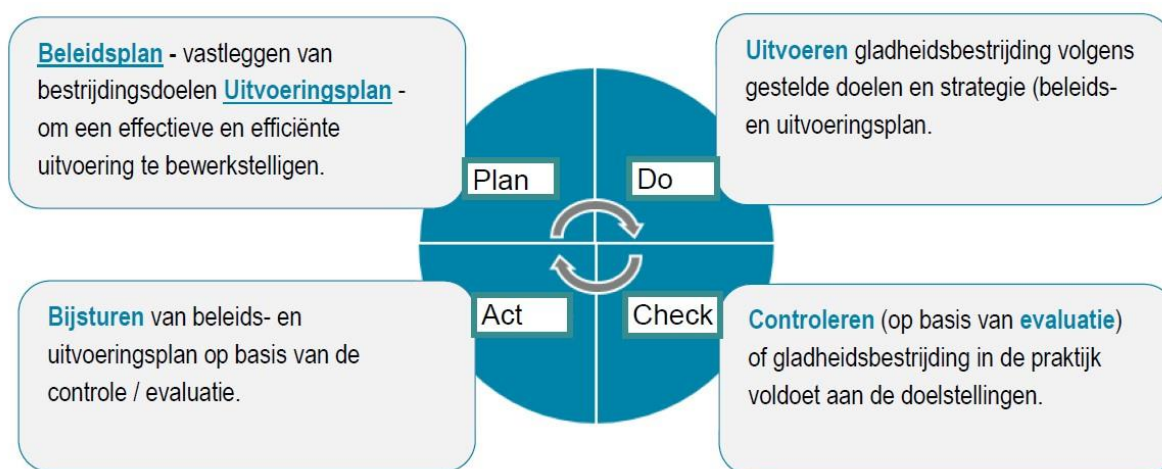 Beleidsplan - vastleggen van
bestrijdingsdoelen Uitvoeringsplan -
om een effectieve en efficiënte
uitvoering te bewerkstelligen.
Uitvoeren gladheidsbestrijding volgens
gestelde doelen en strategie (beleids-
en uitvoeringsplan.
Plan
Do
Act
Check
Bijsturen van beleids- en
uitvoeringsplan op basis van de
controle / evaluatie.
Controleren (op basis van evaluatie)
of gladheidsbestrijding in de praktijk
voldoet aan de doelstellingen.